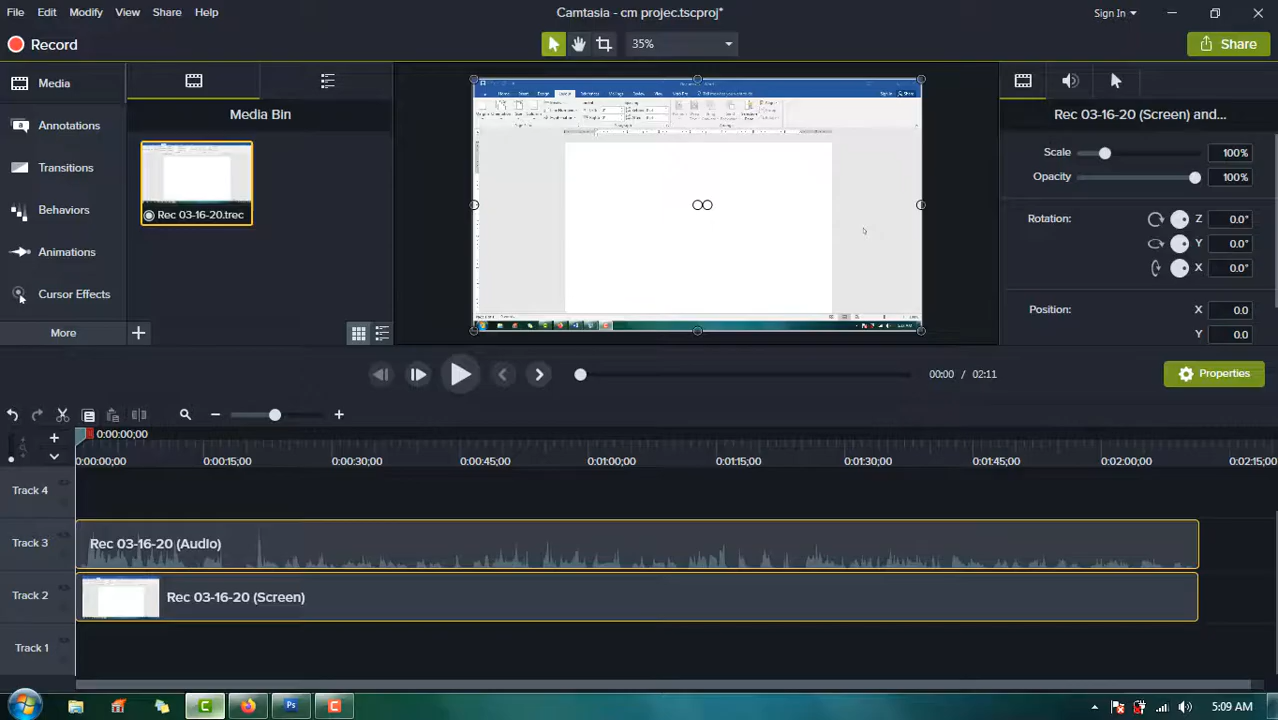 File Edit Modify View Share Help Camtasia - cm projec.tscproj* Sign In
Record 35% Share
Media
Annotations
Transitions
Behaviors
Animations
Cursor Effects
More
Media Bin
Rec 03-16-20.trec
Rec 03-16-20 (Screen) and...
Scale 100%
Opacity 100%
Rotation: Z 0.0°
Y 0.0°
X 0.0°
Position: X 0.0
Y 0.0
00:00 / 02:11 Properties
0:00:00;00
0:00:00;00 0:00:15;00 0:00:30;00 0:00:45;00 0:01:00;00 0:01:15;00 0:01:30;00 0:01:45;00 0:02:00;00 0:02:15;00
Track 4
Track 3 Rec 03-16-20 (Audio)
Track 2 Rec 03-16-20 (Screen)
Track 1
5:09 AM